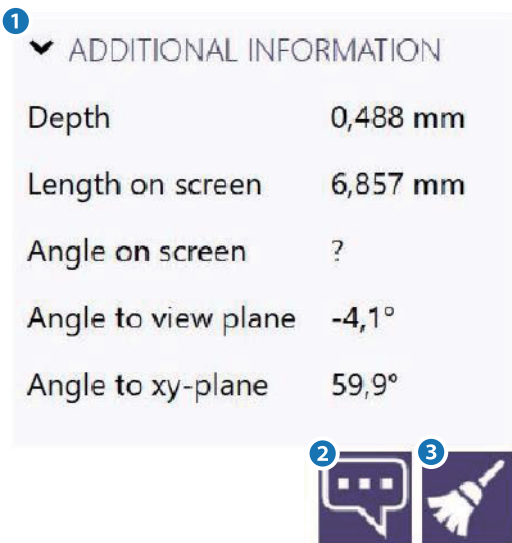 1
ADDITIONAL INFORMATION
Depth 0,488 mm
Length on screen 6,857 mm
Angle on screen ?
Angle to view plane -4,1°
Angle to xy-plane 59,9°
2 3